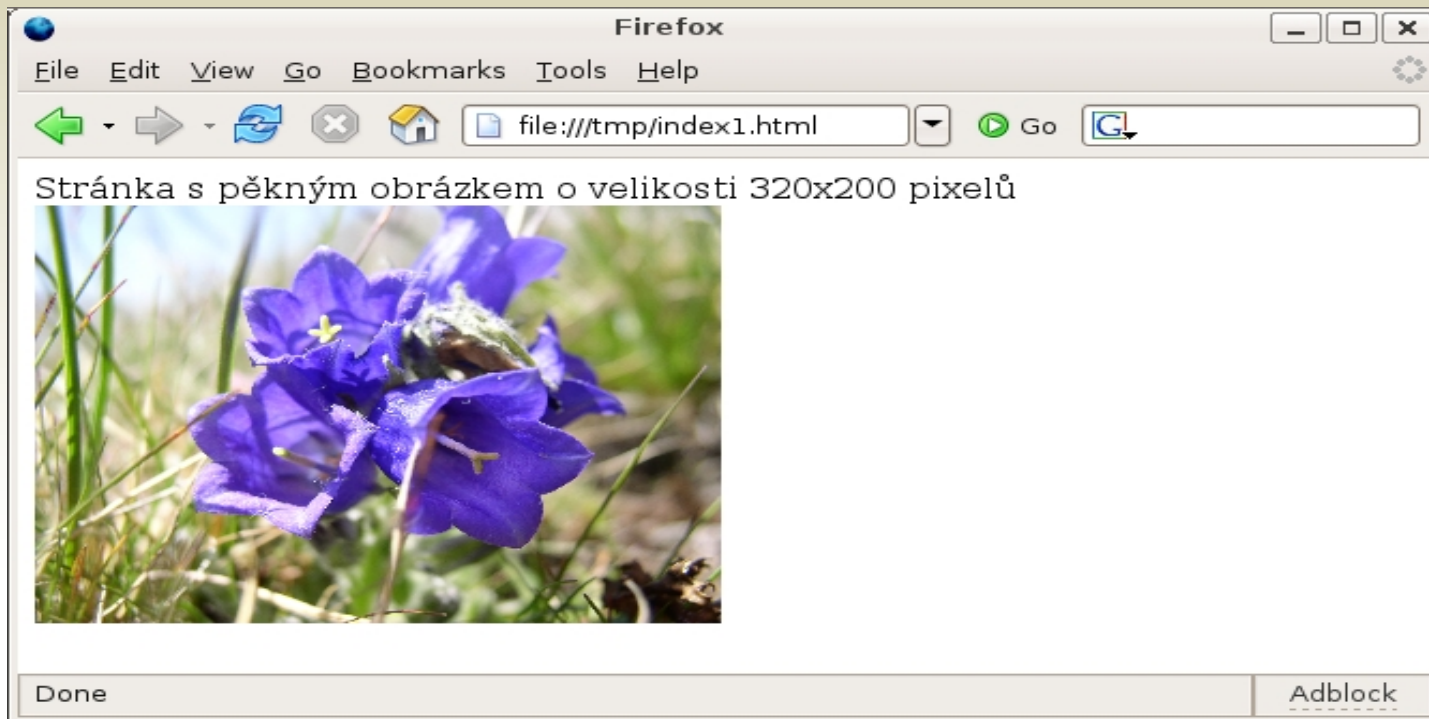 Firefox
File Edit View Go Bookmarks Tools Help
file:///tmp/index1.html Go G
Stránka s pěkným obrázkem o velikosti 320x200 pixelů
Done Adblock